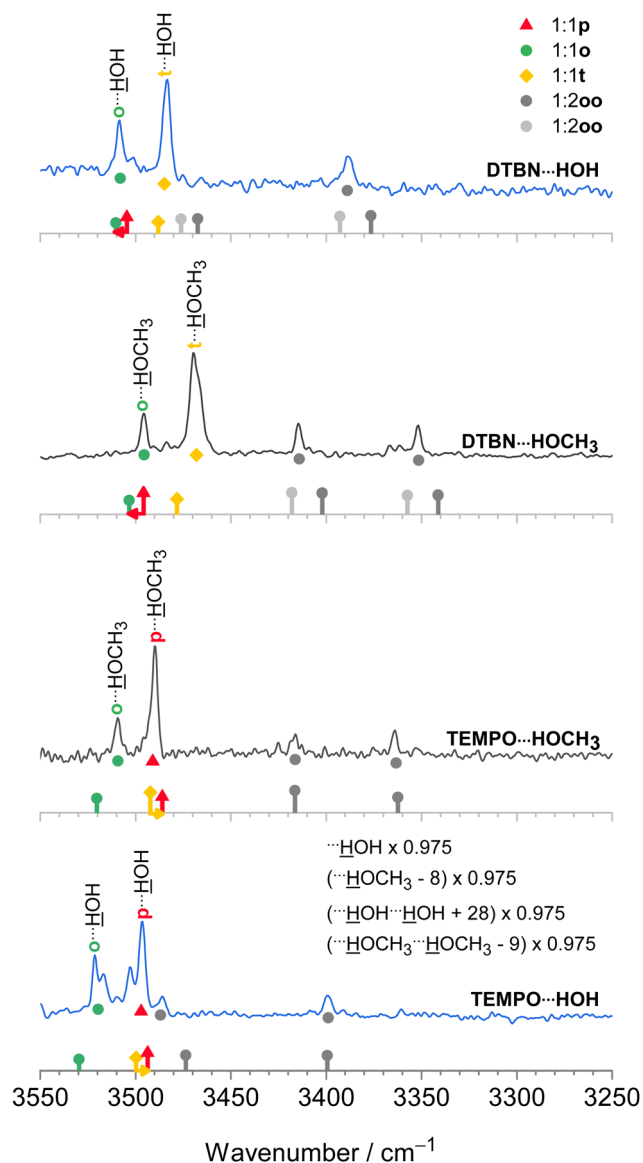 1:1p
1:1o
1:1t
1:2oo
1:2oo
o···HOH
t···HOH
DTBN···HOH
o···HOCH₃
t···HOCH₃
DTBN···HOCH₃
o···HOCH₃
p···HOCH₃
TEMPO···HOCH₃
···HOH x 0.975
(···HOCH₃ - 8) x 0.975
(···HOH···HOH + 28) x 0.975
(···HOCH₃···HOCH₃ - 9) x 0.975
o···HOH
p···HOH
TEMPO···HOH
3550 3500 3450 3400 3350 3300 3250
Wavenumber / cm⁻¹